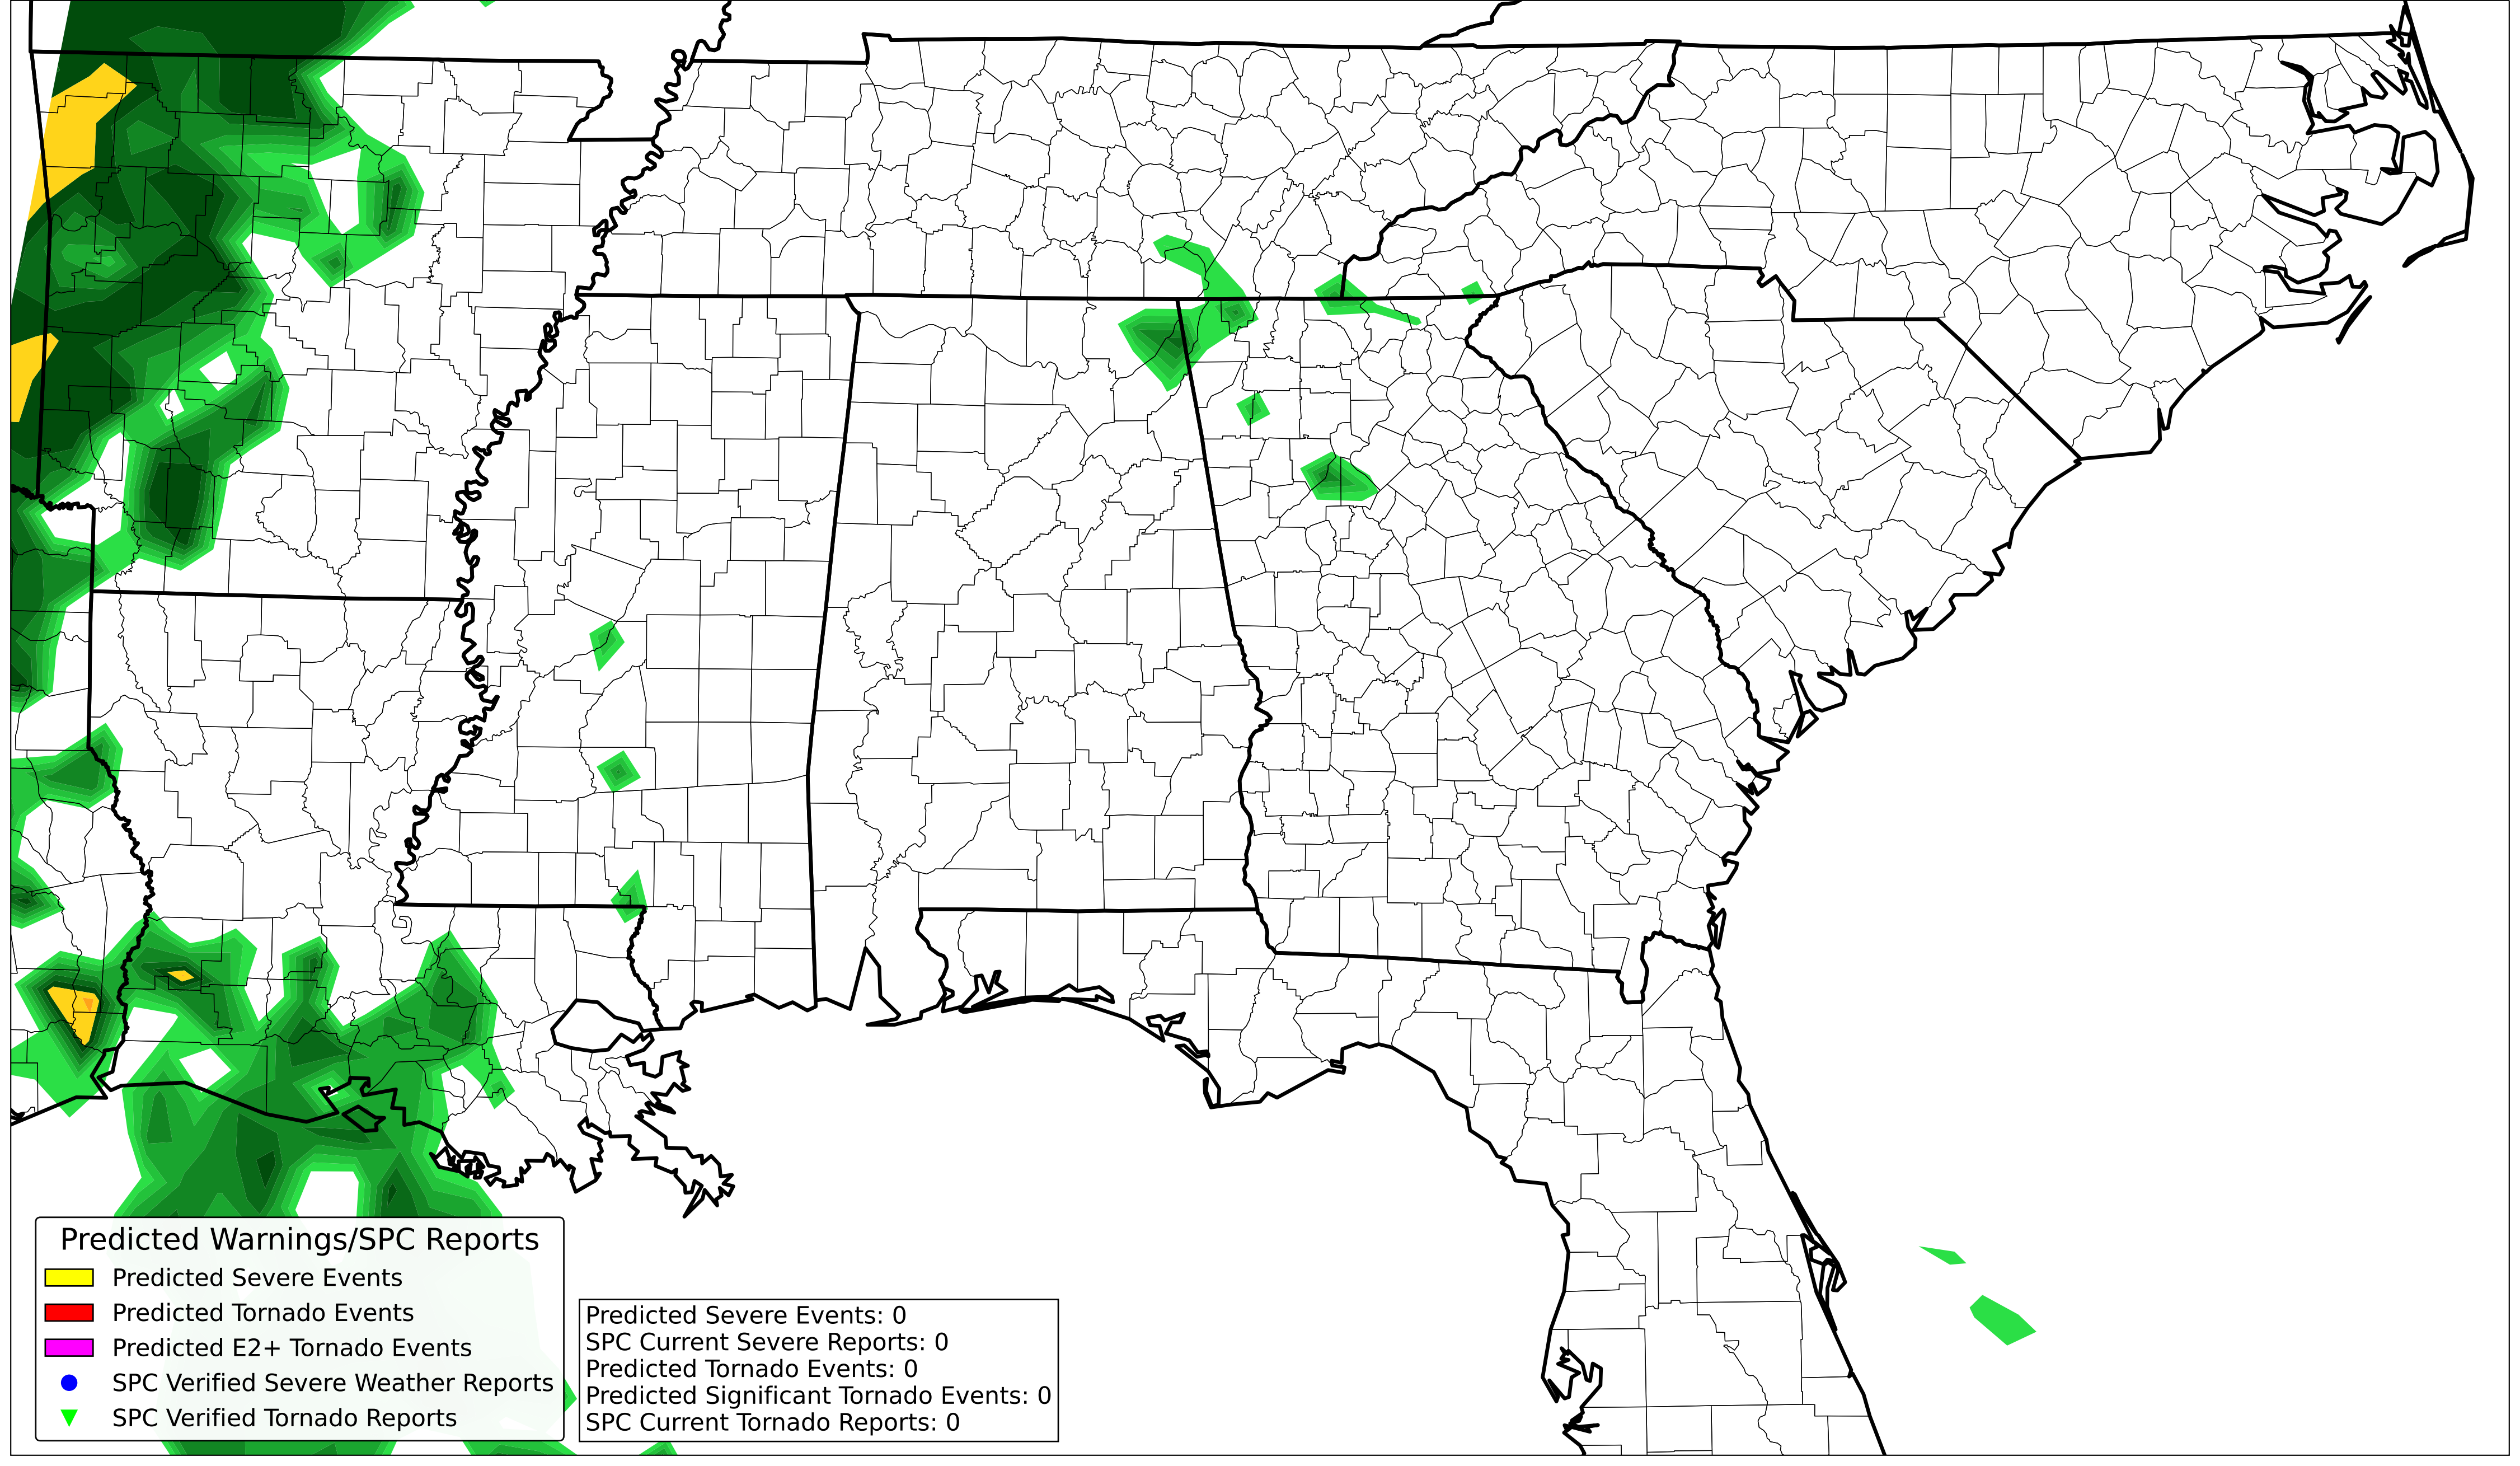 Predicted Warnings/SPC Reports
Predicted Severe Events
Predicted Tornado Events
Predicted E2+ Tornado Events
SPC Verified Severe Weather Reports
SPC Verified Tornado Reports
Predicted Severe Events: 0
SPC Current Severe Reports: 0
Predicted Tornado Events: 0
Predicted Significant Tornado Events: 0
SPC Current Tornado Reports: 0